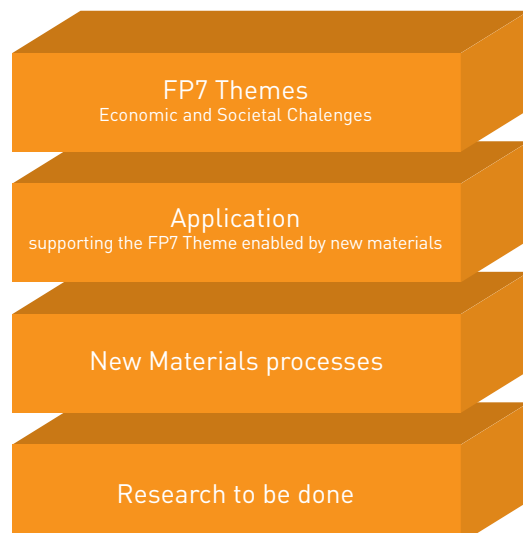 FP7 Themes
Economic and Societal Chalenges
Application
supporting the FP7 Theme enabled by new materials
New Materials processes
Research to be done